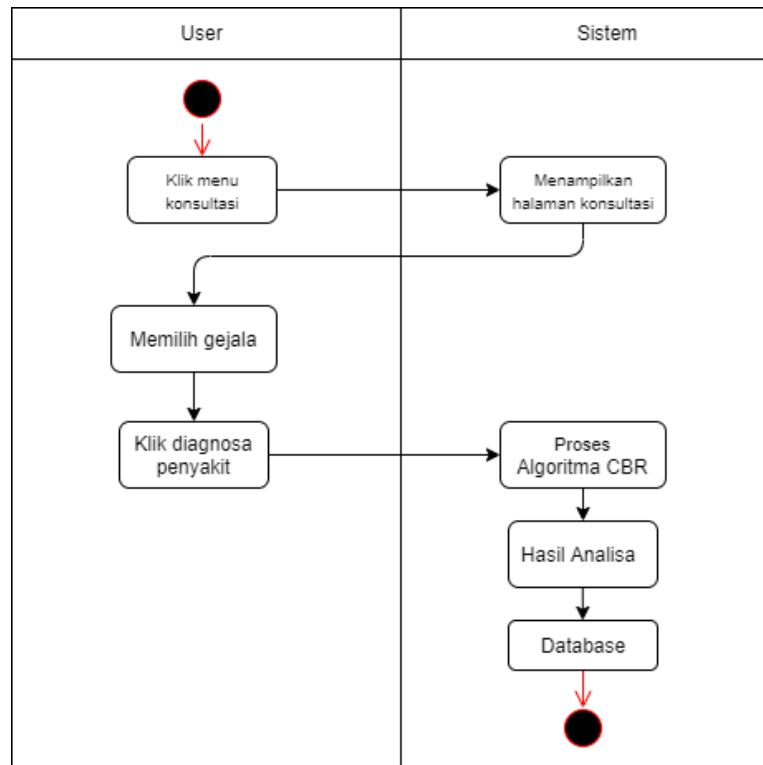 User
Sistem
Klik menu
konsultasi
Menampilkan
halaman konsultasi
Memilih gejala
Klik diagnosa
penyakit
Proses
Algoritma CBR
Hasil Analisa
Database